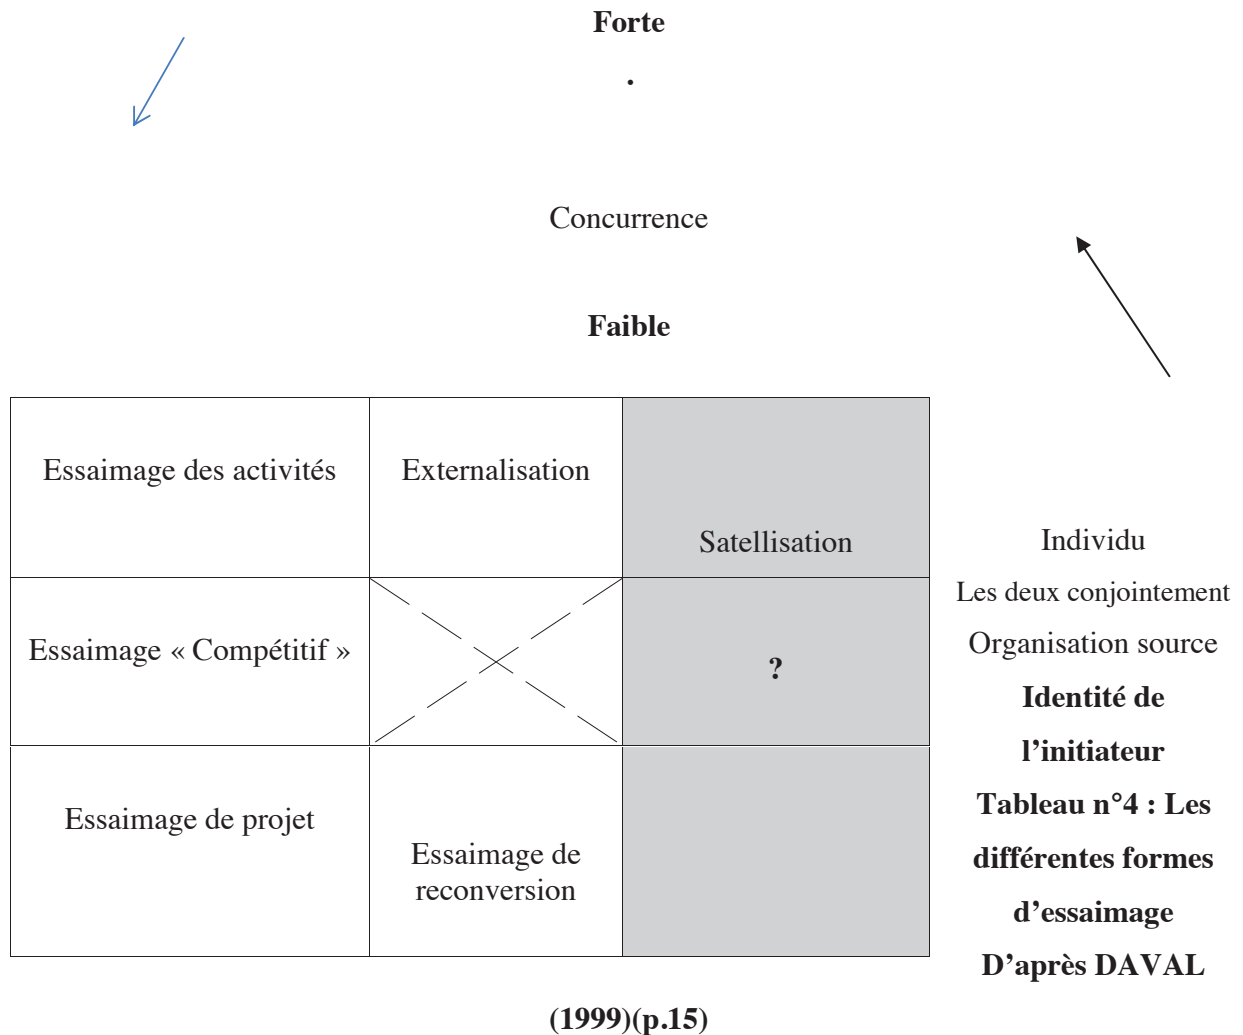 Forte
.
Concurrence
Faible
Essaimage des activités
Externalisation
Satellisation
Essaimage « Compétitif »
?
Essaimage de projet
Essaimage de
reconversion
Individu
Les deux conjointement
Organisation source
Identité de
l’initiateur
Tableau n°4 : Les
différentes formes
d’essaimage
D’après DAVAL
(1999)(p.15)